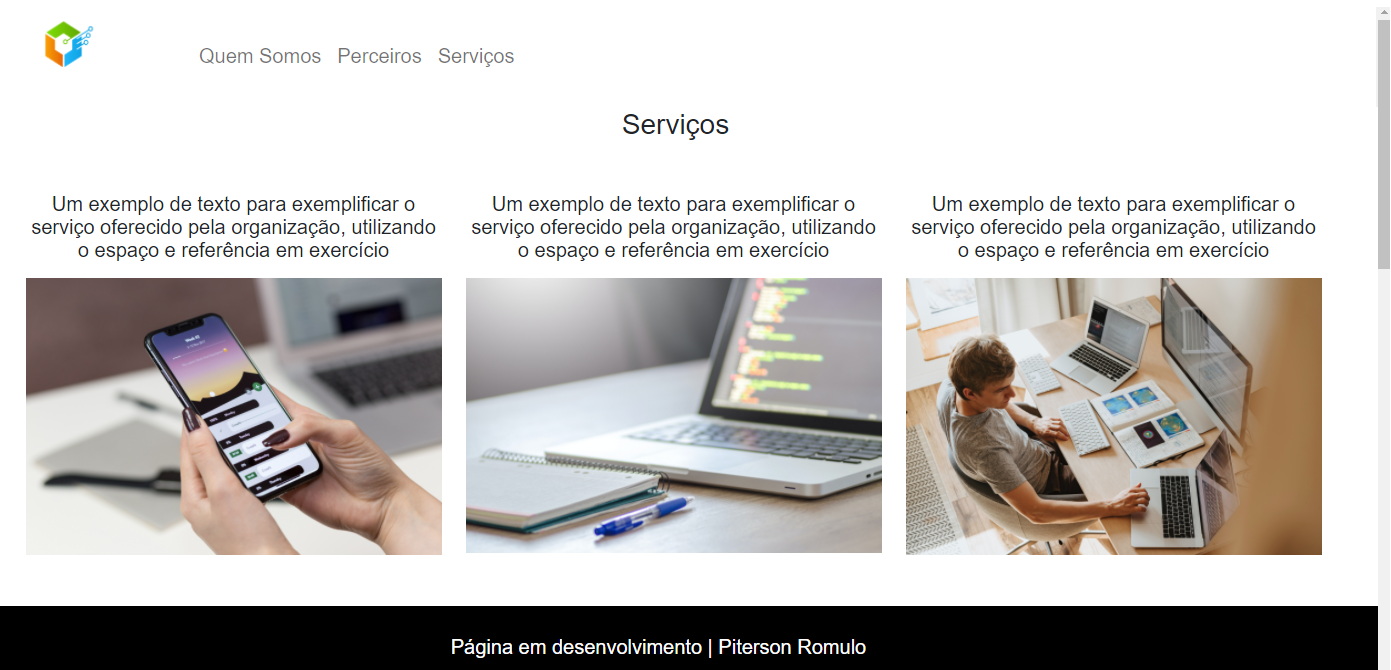 Quem Somos Perceiros Serviços
Serviços
Um exemplo de texto para exemplificar o
serviço oferecido pela organização, utilizando
o espaço e referência em exercício
Um exemplo de texto para exemplificar o
serviço oferecido pela organização, utilizando
o espaço e referência em exercício
Um exemplo de texto para exemplificar o
serviço oferecido pela organização, utilizando
o espaço e referência em exercício
Página em desenvolvimento | Piterson Romulo